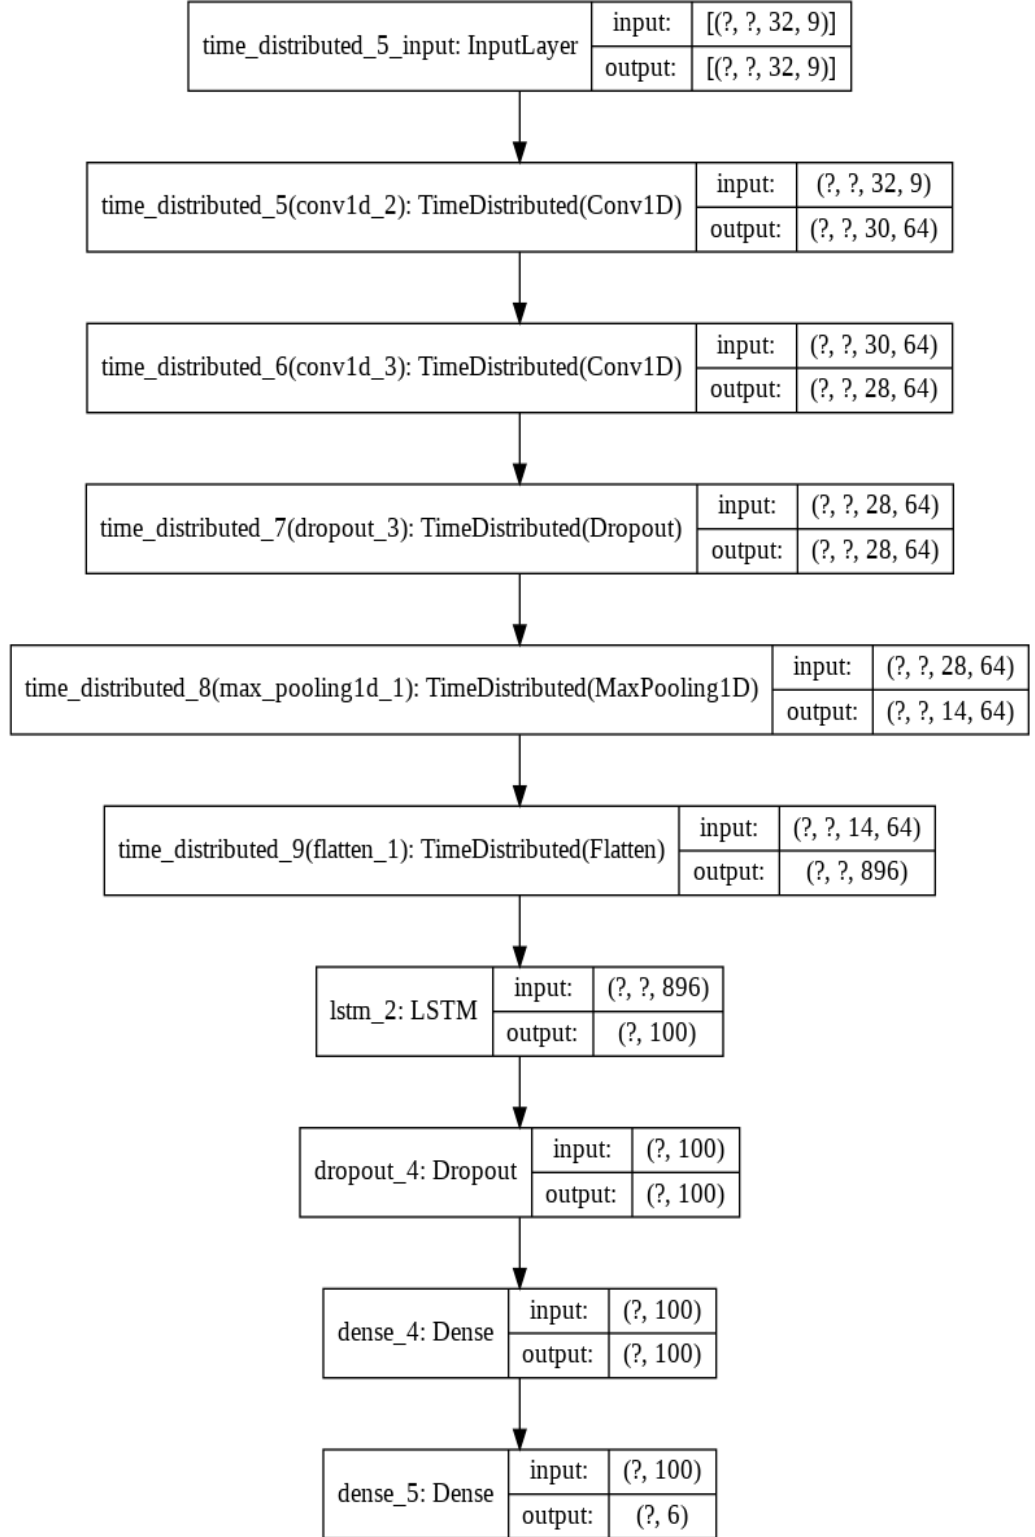 time_distributed_5_input: InputLayer
input:
[(?, ?, 32, 9)]
output:
[(?, ?, 32, 9)]
time_distributed_5(conv1d_2): TimeDistributed(Conv1D)
input:
(?, ?, 32, 9)
output:
(?, ?, 30, 64)
time_distributed_6(conv1d_3): TimeDistributed(Conv1D)
input:
(?, ?, 30, 64)
output:
(?, ?, 28, 64)
time_distributed_7(dropout_3): TimeDistributed(Dropout)
input:
(?, ?, 28, 64)
output:
(?, ?, 28, 64)
time_distributed_8(max_pooling1d_1): TimeDistributed(MaxPooling1D)
input:
(?, ?, 28, 64)
output:
(?, ?, 14, 64)
time_distributed_9(flatten_1): TimeDistributed(Flatten)
input:
(?, ?, 14, 64)
output:
(?, ?, 896)
lstm_2: LSTM
input:
(?, ?, 896)
output:
(?, 100)
dropout_4: Dropout
input:
(?, 100)
output:
(?, 100)
dense_4: Dense
input:
(?, 100)
output:
(?, 100)
dense_5: Dense
input:
(?, 100)
output:
(?, 6)